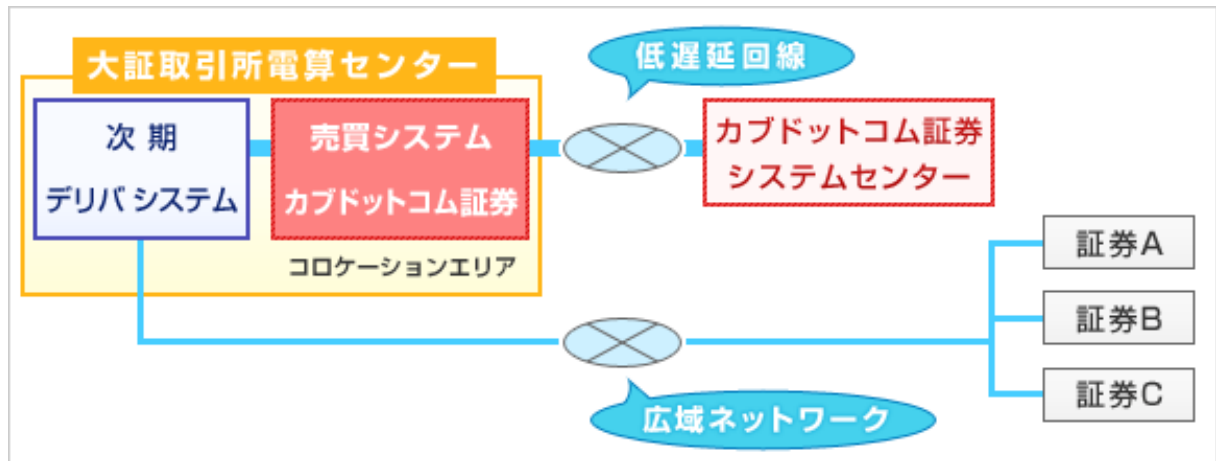 大証取引所電算センター
低遅延回線
次 期
デリバ システム
売買システム
カブドットコム証券
カブドットコム証券
システムセンター
コロケーションエリア
証券A
証券B
証券C
広域ネットワーク